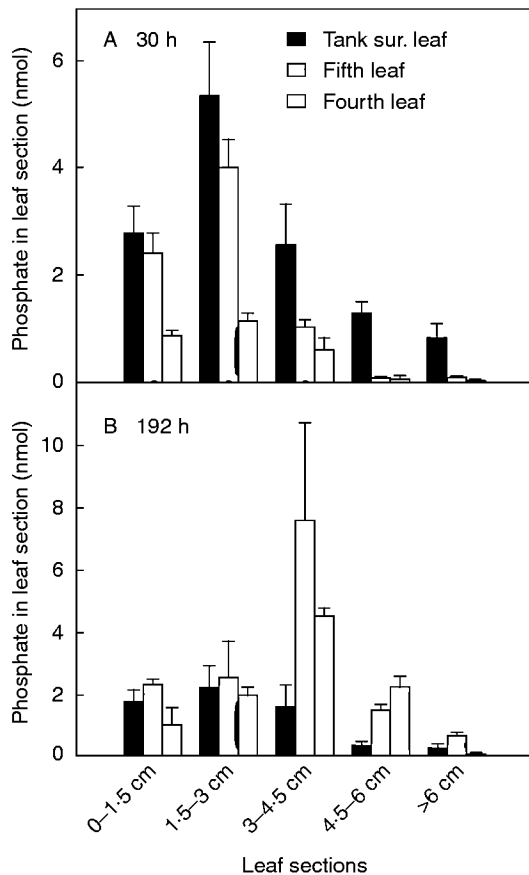 A 30 h
Tank sur. leaf
Fifth leaf
Fourth leaf
Phosphate in leaf section (nmol)
6
4
2
0
B 192 h
Phosphate in leaf section (nmol)
10
8
6
4
2
0
0–1·5 cm
1·5–3 cm
3–4·5 cm
4·5–6 cm
>6 cm
Leaf sections